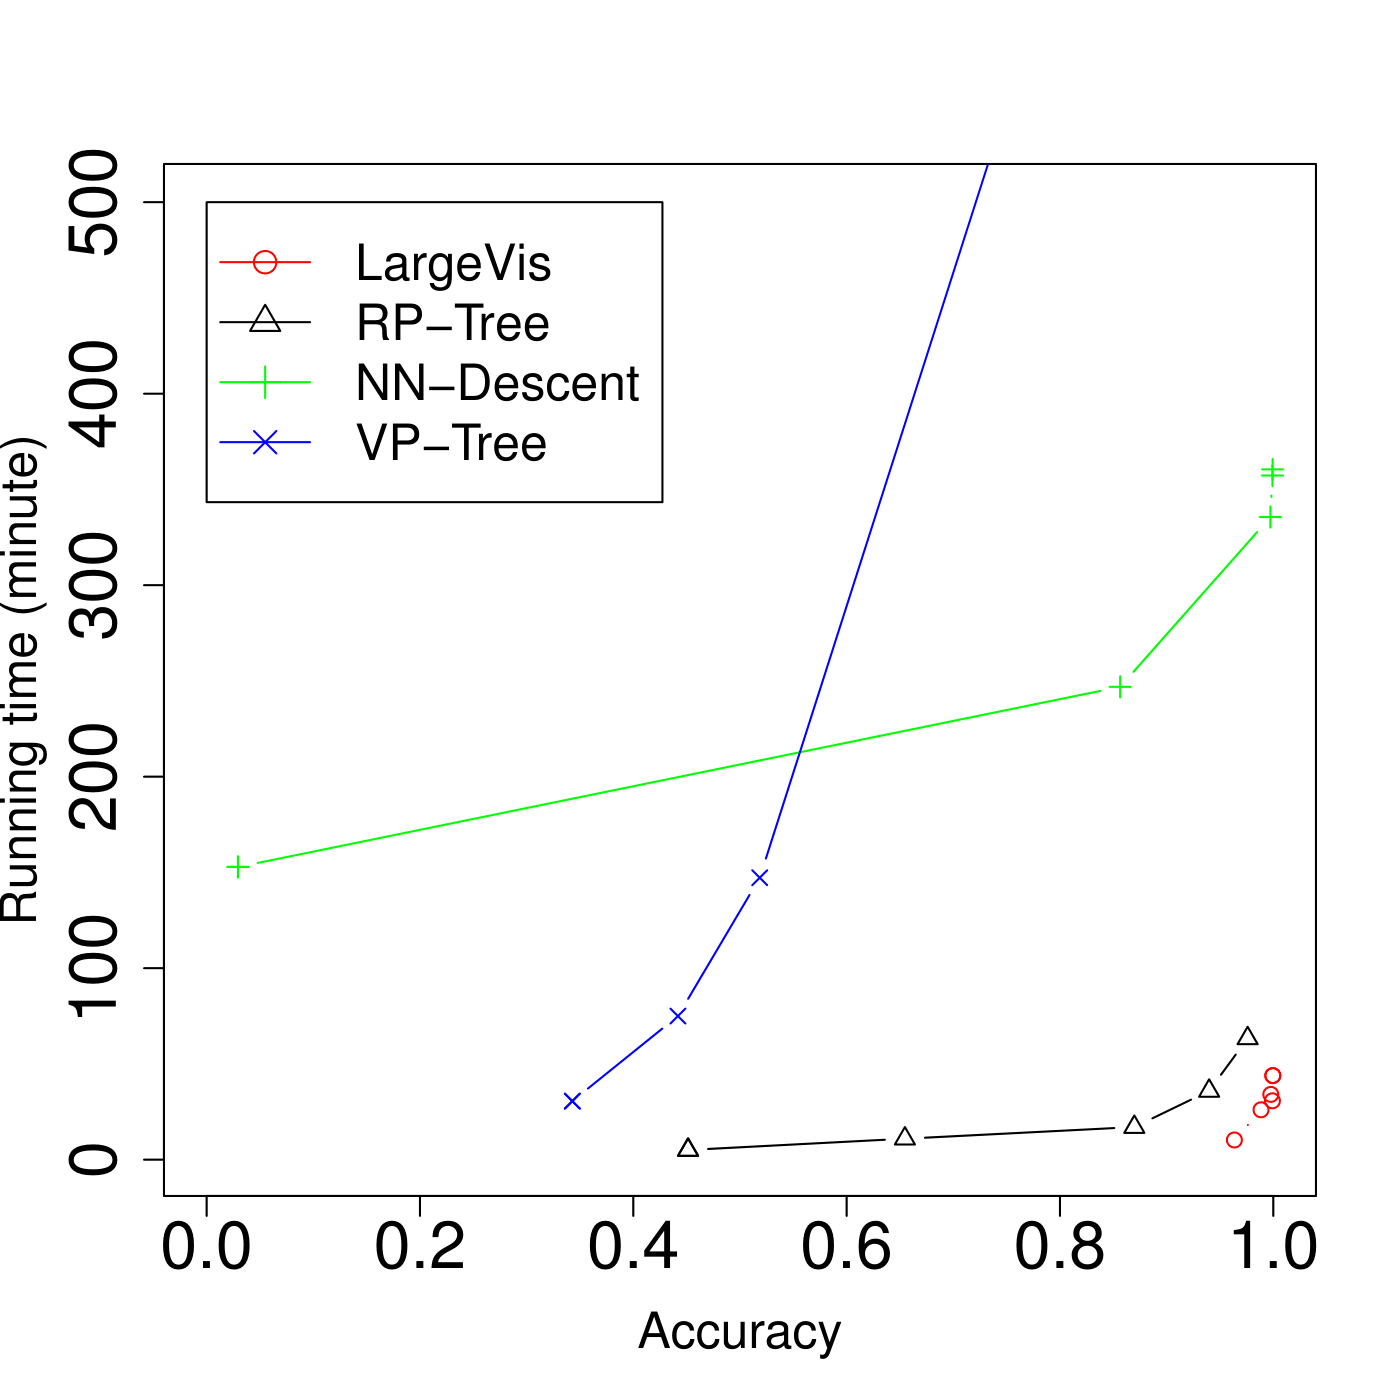 500
400
300
200
100
0
Running time (minute)
LargeVis
RP−Tree
NN−Descent
VP−Tree
0.0 0.2 0.4 0.6 0.8 1.0
Accuracy